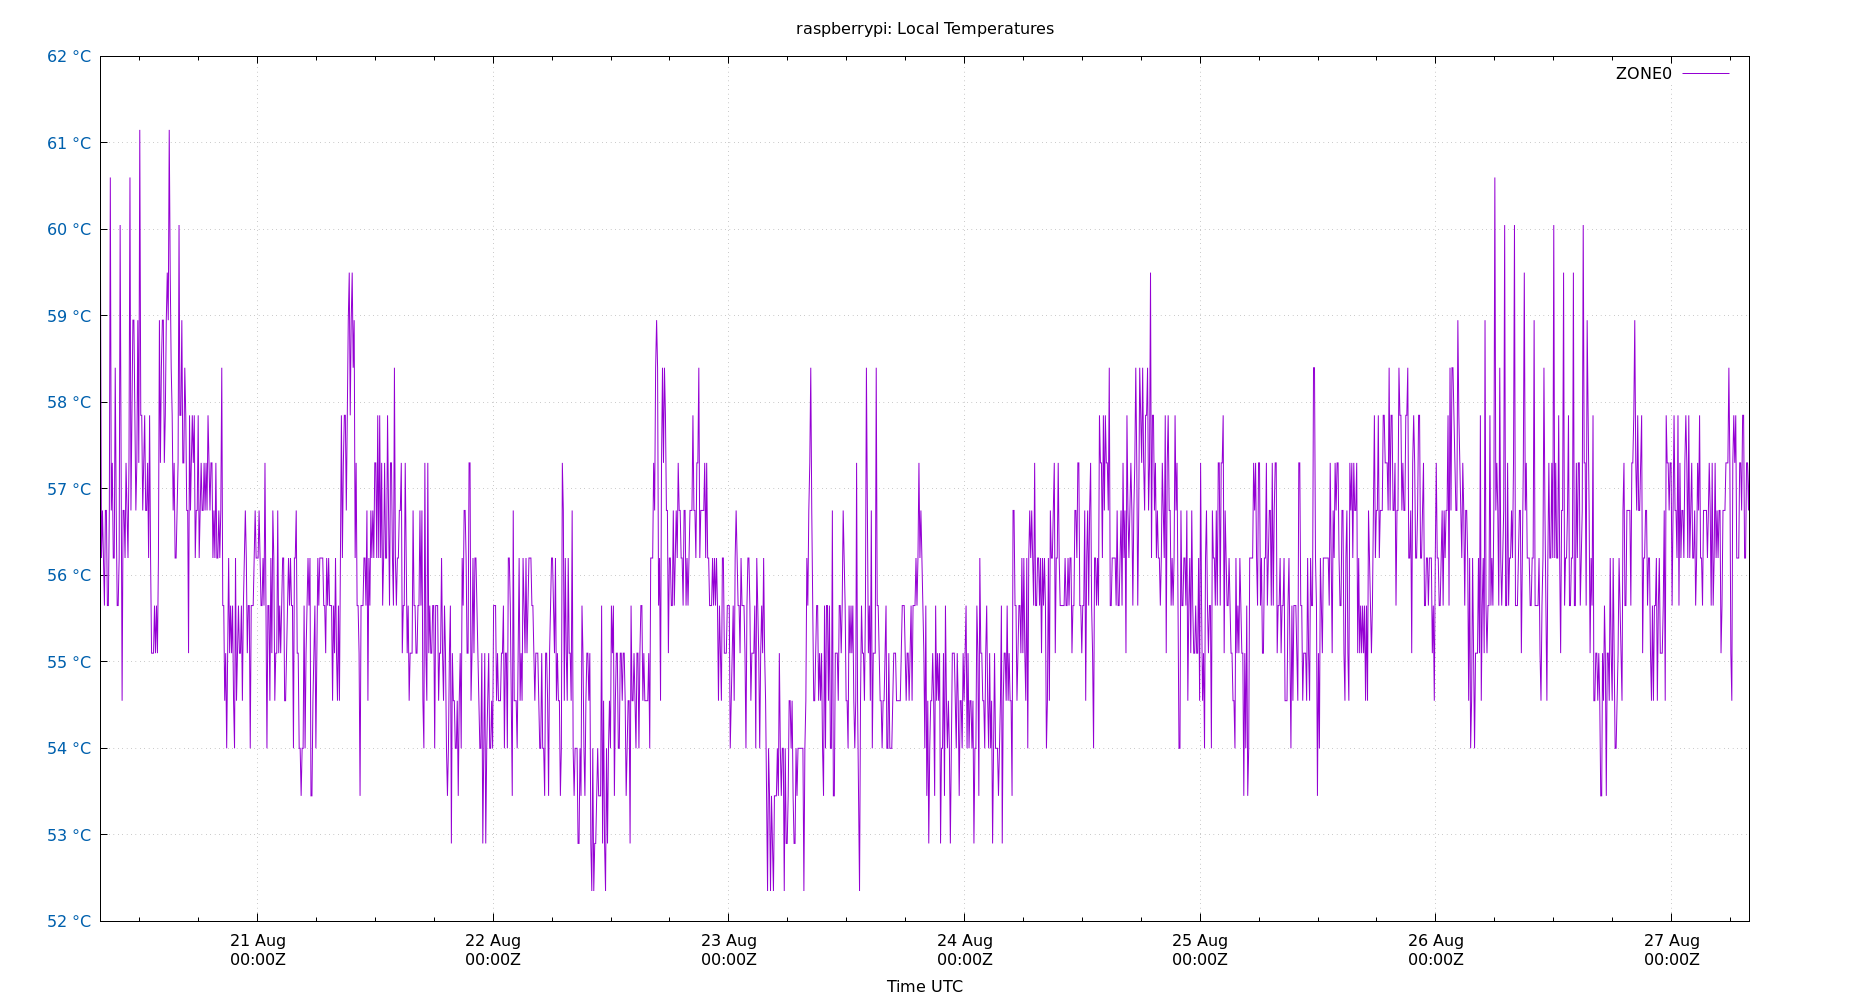 raspberrypi: Local Temperatures
ZONE0
62 °C
61 °C
60 °C
59 °C
58 °C
57 °C
56 °C
55 °C
54 °C
53 °C
52 °C
21 Aug 22 Aug 23 Aug 24 Aug 25 Aug 26 Aug 27 Aug
00:00Z 00:00Z 00:00Z 00:00Z 00:00Z 00:00Z 00:00Z
Time UTC